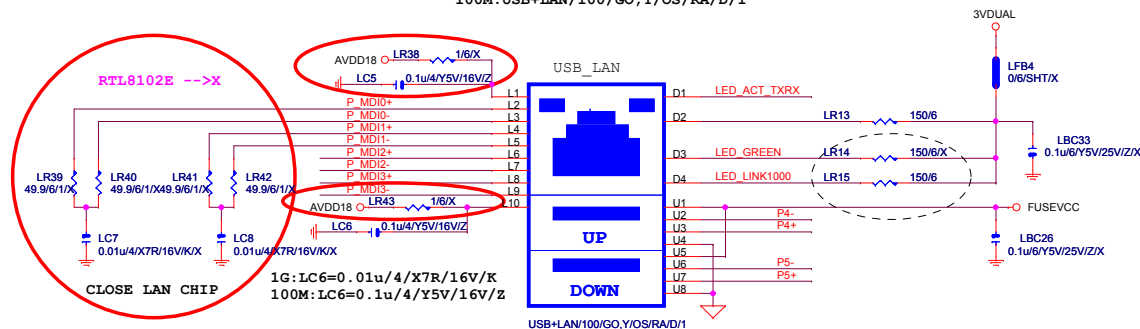 100M:USB+LAN/100/GO,Y/OS/RA/D/1
3VDUAL
AVDD18 LR38 1/6/X
LC5 0.1u/4/Y5V/16V/Z
USB_LAN
LFB4
0/6/SHT/X
RTL8102E -->X
L1
P_MDI0+ L2
P_MDI0- L3
P_MDI1+ L4
P_MDI1- L5
P_MDI2+ L6
P_MDI2- L7
P_MDI3+ L8
P_MDI3- L9
L10
D1 LED_ACT_TXRX
D2 LR13 150/6
D3 LED_GREEN LR14 150/6/X
D4 LED_LINK1000 LR15 150/6
LBC33
0.1u/6/Y5V/25V/Z/X
LR39
49.9/6/1/X
LR40
49.9/6/1/X
LR41
49.9/6/1/X
LR42
49.9/6/1/X
AVDD18 LR43 1/6/X
LC6 0.1u/4/Y5V/16V/Z
U1 FUSEVCC
U2 P4-
U3 P4+
U4
U5
U6 P5-
U7 P5+
U8
UP
DOWN
LBC26
0.1u/6/Y5V/25V/Z/X
LC7
0.01u/4/X7R/16V/K/X
LC8
0.01u/4/X7R/16V/K/X
CLOSE LAN CHIP
1G:LC6=0.01u/4/X7R/16V/K
100M:LC6=0.1u/4/Y5V/16V/Z
USB+LAN/100/GO,Y/OS/RA/D/1